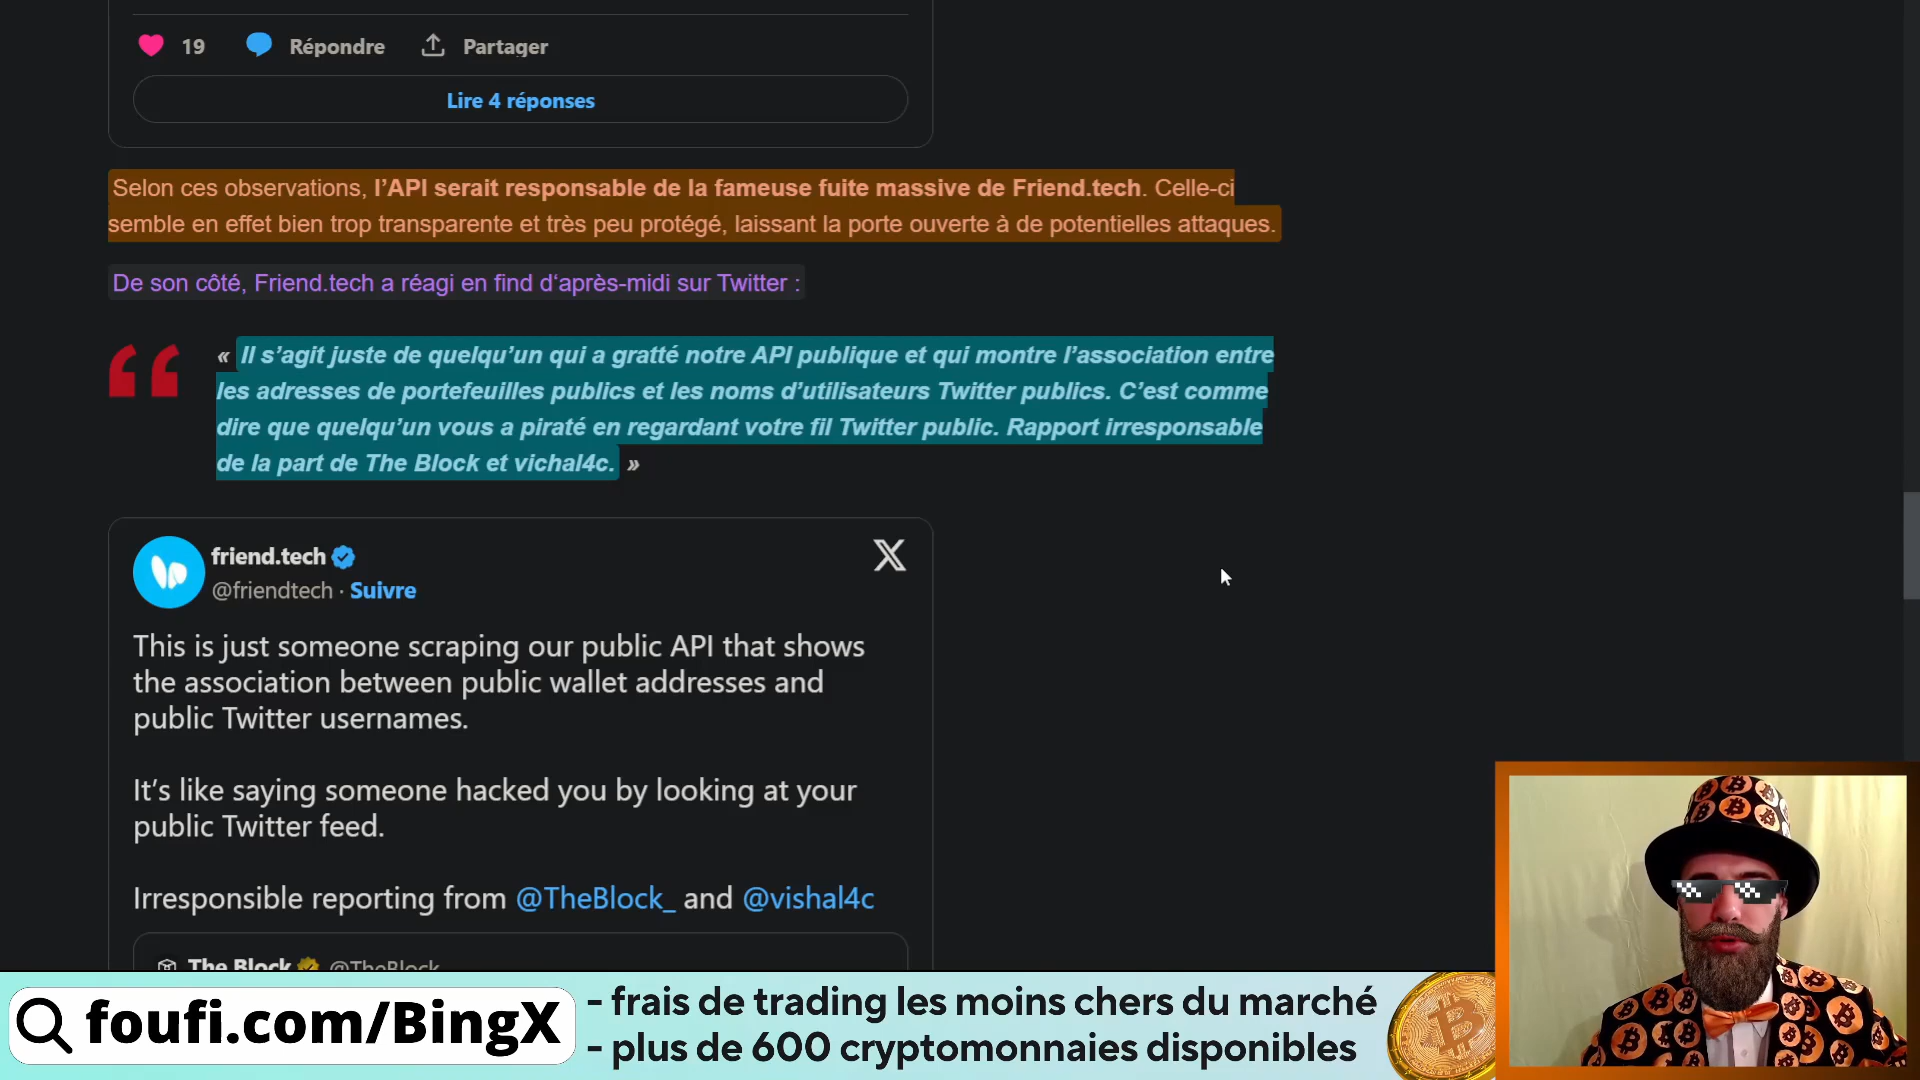 19 Répondre Partager
Lire 4 réponses
Selon ces observations, l’API serait responsable de la fameuse fuite massive de Friend.tech. Celle-ci
semble en effet bien trop transparente et très peu protégé, laissant la porte ouverte à de potentielles attaques.
De son côté, Friend.tech a réagi en find d‘après-midi sur Twitter :
« Il s’agit juste de quelqu’un qui a gratté notre API publique et qui montre l’association entre
les adresses de portefeuilles publics et les noms d’utilisateurs Twitter publics. C’est comme
dire que quelqu’un vous a piraté en regardant votre fil Twitter public. Rapport irresponsable
de la part de The Block et vichal4c. »
friend.tech
@friendtech · Suivre
This is just someone scraping our public API that shows
the association between public wallet addresses and
public Twitter usernames.
It’s like saying someone hacked you by looking at your
public Twitter feed.
Irresponsible reporting from @TheBlock_ and @vishal4c
The Block @TheBlock
foufi.com/BingX
- frais de trading les moins chers du marché
- plus de 600 cryptomonnaies disponibles